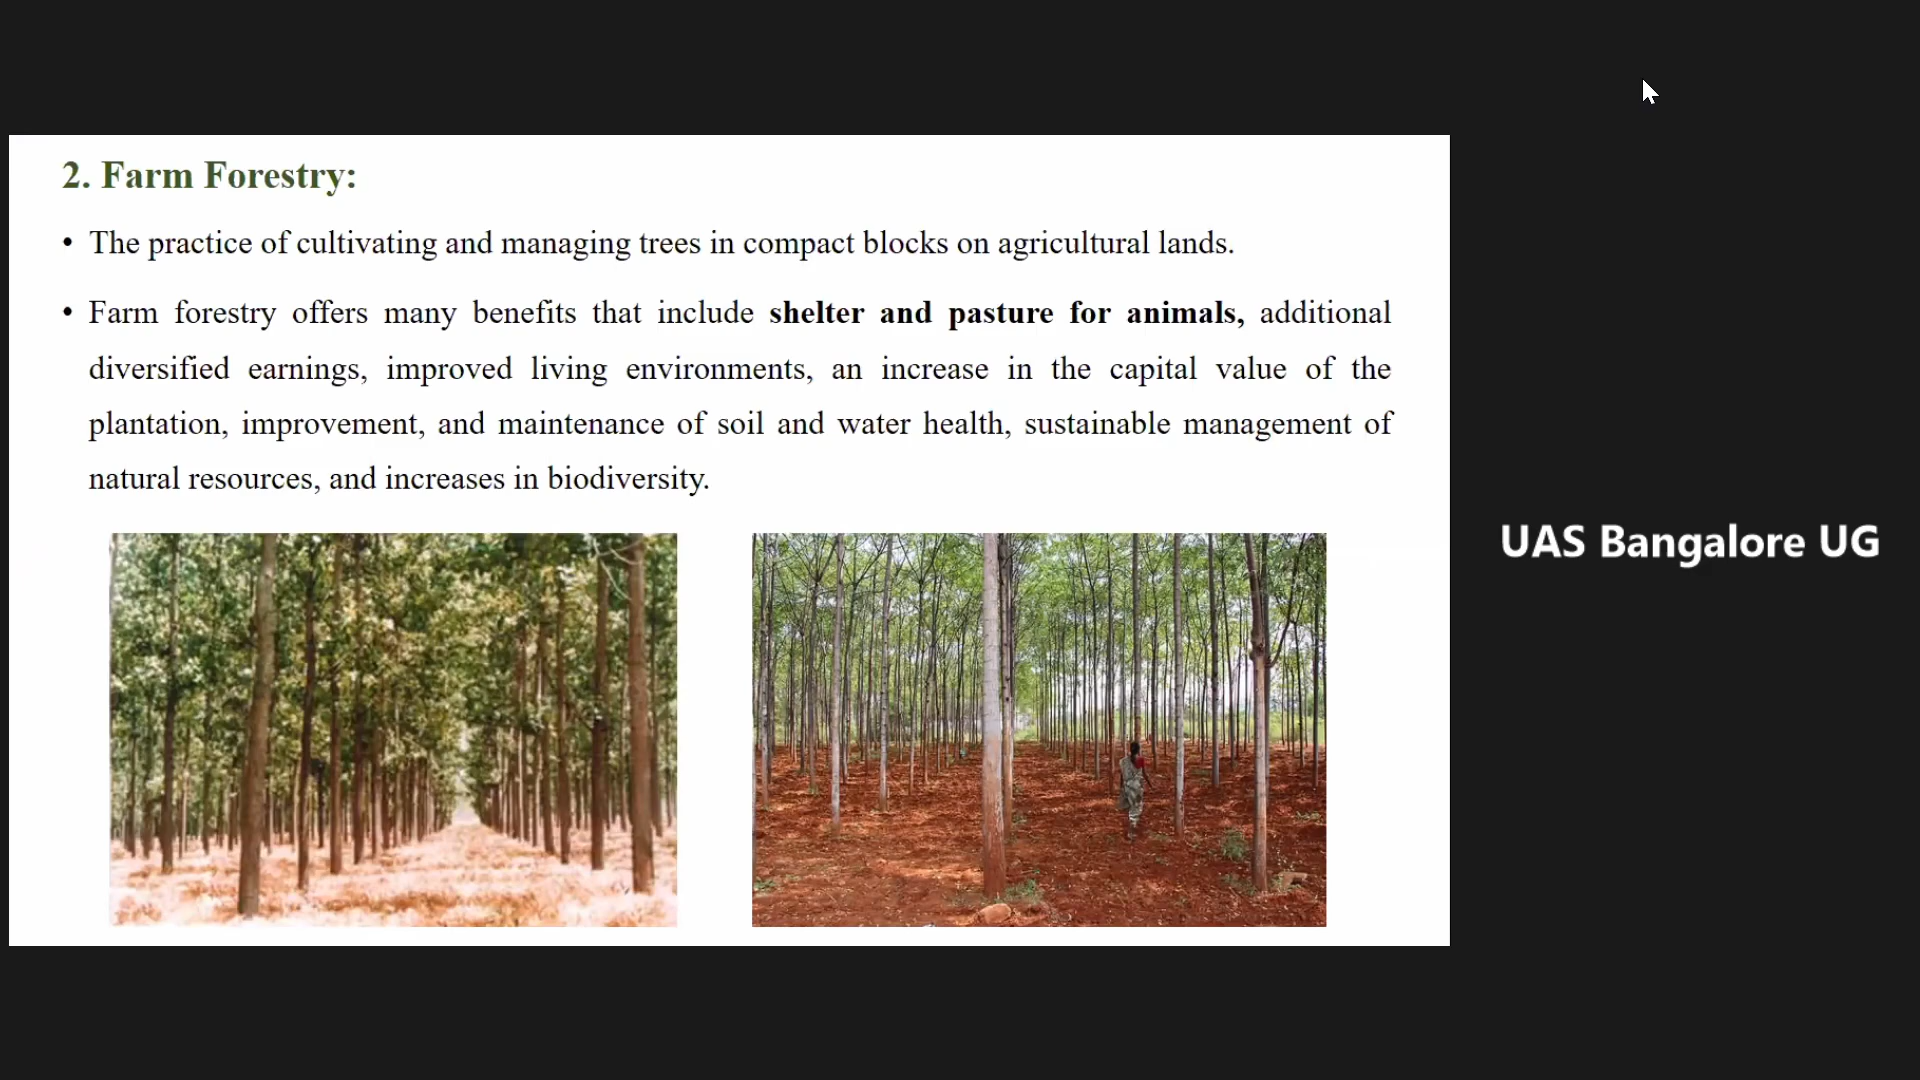 2. Farm Forestry:
• The practice of cultivating and managing trees in compact blocks on agricultural lands.
• Farm forestry offers many benefits that include shelter and pasture for animals, additional
diversified earnings, improved living environments, an increase in the capital value of the
plantation, improvement, and maintenance of soil and water health, sustainable management of
natural resources, and increases in biodiversity.
UAS Bangalore UG